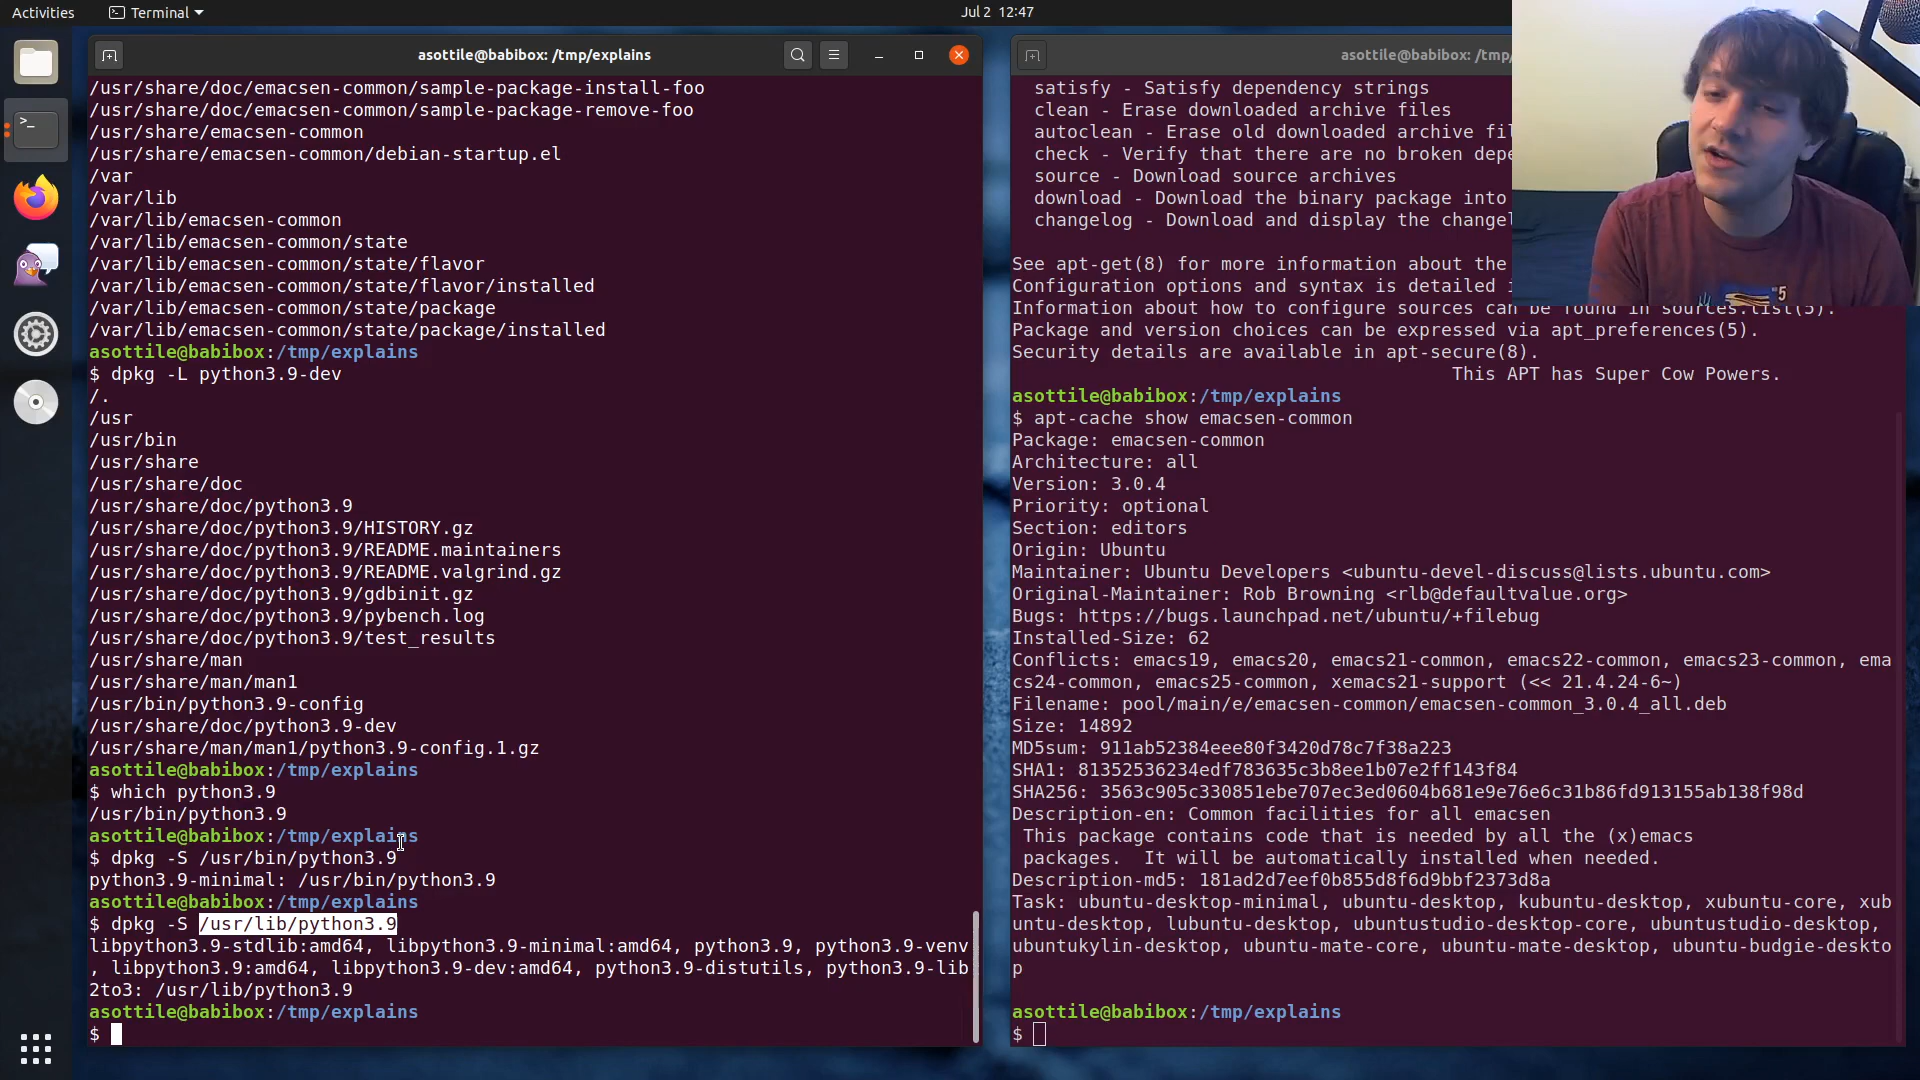 Activities
Terminal
Jul 2 12:47
asottile@babibox: /tmp/explains
/usr/share/doc/emacsen-common/sample-package-install-foo
/usr/share/doc/emacsen-common/sample-package-remove-foo
/usr/share/emacsen-common
/usr/share/emacsen-common/debian-startup.el
/var
/var/lib
/var/lib/emacsen-common
/var/lib/emacsen-common/state
/var/lib/emacsen-common/state/flavor
/var/lib/emacsen-common/state/flavor/installed
/var/lib/emacsen-common/state/package
/var/lib/emacsen-common/state/package/installed
asottile@babibox:/tmp/explains
$ dpkg -L python3.9-dev
/.
/usr
/usr/bin
/usr/share
/usr/share/doc
/usr/share/doc/python3.9
/usr/share/doc/python3.9/HISTORY.gz
/usr/share/doc/python3.9/README.maintainers
/usr/share/doc/python3.9/README.valgrind.gz
/usr/share/doc/python3.9/gdbinit.gz
/usr/share/doc/python3.9/pybench.log
/usr/share/doc/python3.9/test_results
/usr/share/man
/usr/share/man/man1
/usr/bin/python3.9-config
/usr/share/doc/python3.9-dev
/usr/share/man/man1/python3.9-config.1.gz
asottile@babibox:/tmp/explains
$ which python3.9
/usr/bin/python3.9
asottile@babibox:/tmp/explains
$ dpkg -S /usr/bin/python3.9
python3.9-minimal: /usr/bin/python3.9
asottile@babibox:/tmp/explains
$ dpkg -S /usr/lib/python3.9
libpython3.9-stdlib:amd64, libpython3.9-minimal:amd64, python3.9, python3.9-venv
, libpython3.9:amd64, libpython3.9-dev:amd64, python3.9-distutils, python3.9-lib
2to3: /usr/lib/python3.9
asottile@babibox:/tmp/explains
$
asottile@babibox: /tmp/
satisfy - Satisfy dependency strings
clean - Erase downloaded archive files
autoclean - Erase old downloaded archive fil
check - Verify that there are no broken depe
source - Download source archives
download - Download the binary package into
changelog - Download and display the changel
See apt-get(8) for more information about the
Configuration options and syntax is detailed i
Information about how to configure sources can be found in sources.list(5).
Package and version choices can be expressed via apt_preferences(5).
Security details are available in apt-secure(8).
This APT has Super Cow Powers.
asottile@babibox:/tmp/explains
$ apt-cache show emacsen-common
Package: emacsen-common
Architecture: all
Version: 3.0.4
Priority: optional
Section: editors
Origin: Ubuntu
Maintainer: Ubuntu Developers <ubuntu-devel-discuss@lists.ubuntu.com>
Original-Maintainer: Rob Browning <rlb@defaultvalue.org>
Bugs: https://bugs.launchpad.net/ubuntu/+filebug
Installed-Size: 62
Conflicts: emacs19, emacs20, emacs21-common, emacs22-common, emacs23-common, ema
cs24-common, emacs25-common, xemacs21-support (<< 21.4.24-6~)
Filename: pool/main/e/emacsen-common/emacsen-common_3.0.4_all.deb
Size: 14892
MD5sum: 911ab52384eee80f3420d78c7f38a223
SHA1: 81352536234edf783635c3b8ee1b07e2ff143f84
SHA256: 3563c905c330851ebe707ec3ed0604b681e9e76e6c31b86fd913155ab138f98d
Description-en: Common facilities for all emacsen
This package contains code that is needed by all the (x)emacs
packages.  It will be automatically installed when needed.
Description-md5: 181ad2d7eef0b855d8f6d9bbf2373d8a
Task: ubuntu-desktop-minimal, ubuntu-desktop, kubuntu-desktop, xubuntu-core, xub
untu-desktop, lubuntu-desktop, ubuntustudio-desktop-core, ubuntustudio-desktop,
ubuntukylin-desktop, ubuntu-mate-core, ubuntu-mate-desktop, ubuntu-budgie-deskto
p
asottile@babibox:/tmp/explains
$